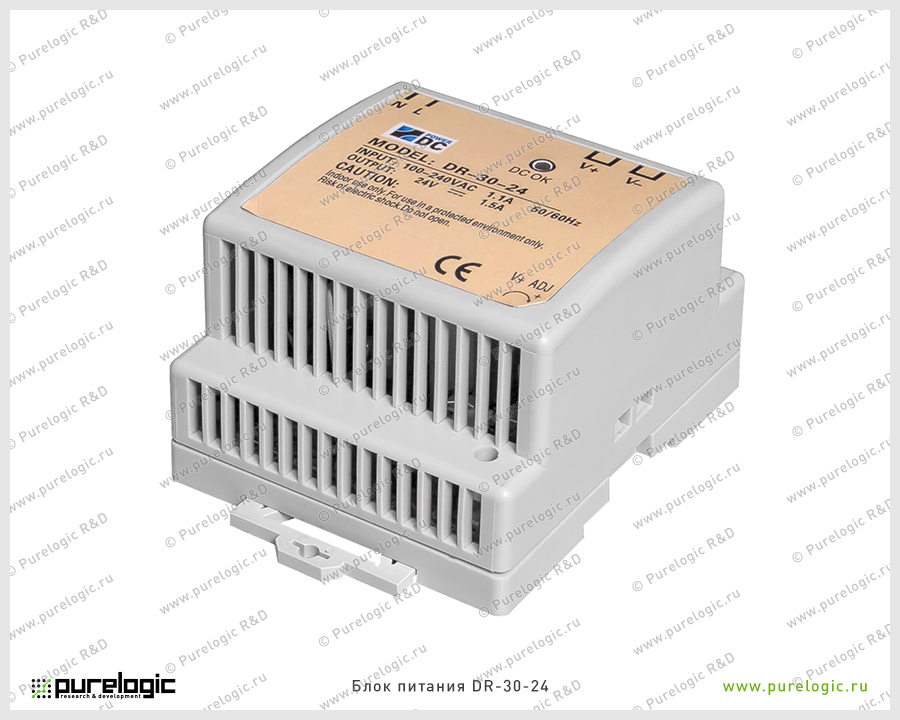 N L
POWER
DC
MODEL: DR-30-24
INPUT: 100-240VAC 1.1A 50/60Hz
OUTPUT: 24V 1.5A
CAUTION:
Indoor use only. For use in a protected environment only.
Risk of electric shock. Do not open.
DC OK
V+ V-
CE
V+ ADJ
+
purelogic
research & development
Блок питания DR-30-24
www.purelogic.ru
© Purelogic R&D
www.purelogic.ru